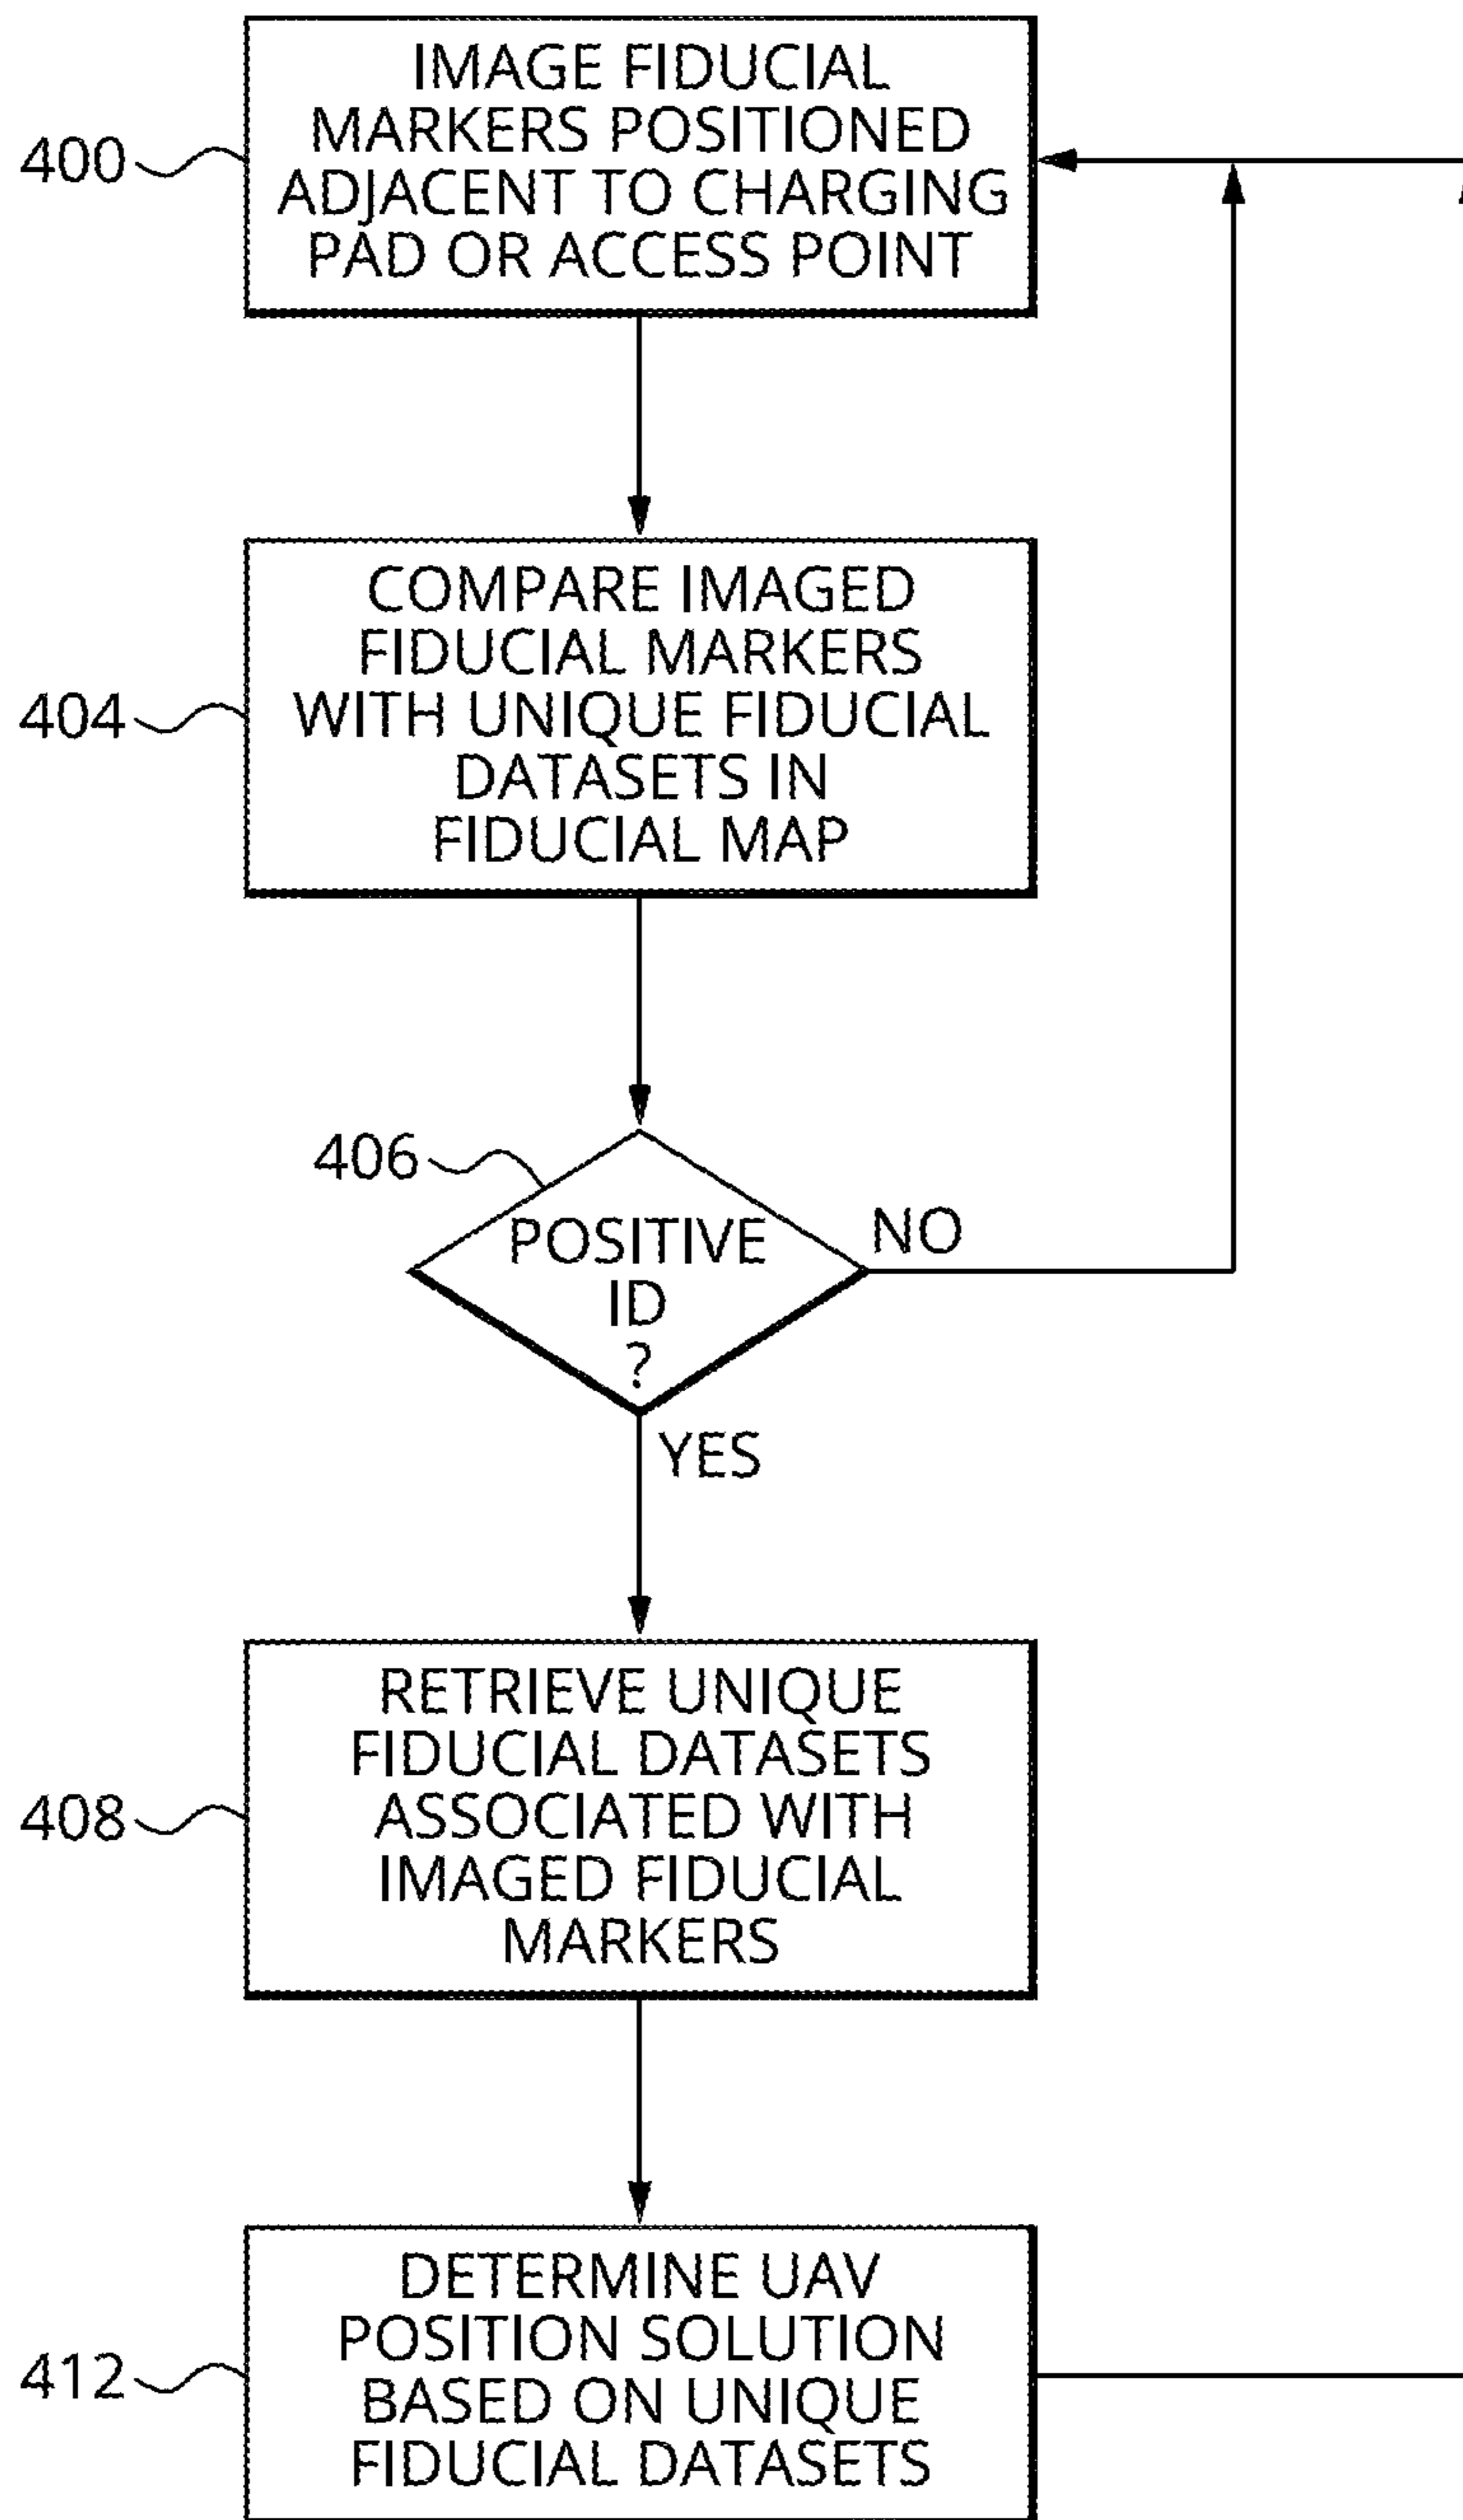 400
IMAGE FIDUCIAL
MARKERS POSITIONED
ADJACENT TO CHARGING
PAD OR ACCESS POINT
404
COMPARE IMAGED
FIDUCIAL MARKERS
WITH UNIQUE FIDUCIAL
DATASETS IN
FIDUCIAL MAP
406
POSITIVE
ID
?
NO
YES
408
RETRIEVE UNIQUE
FIDUCIAL DATASETS
ASSOCIATED WITH
IMAGED FIDUCIAL
MARKERS
412
DETERMINE UAV
POSITION SOLUTION
BASED ON UNIQUE
FIDUCIAL DATASETS